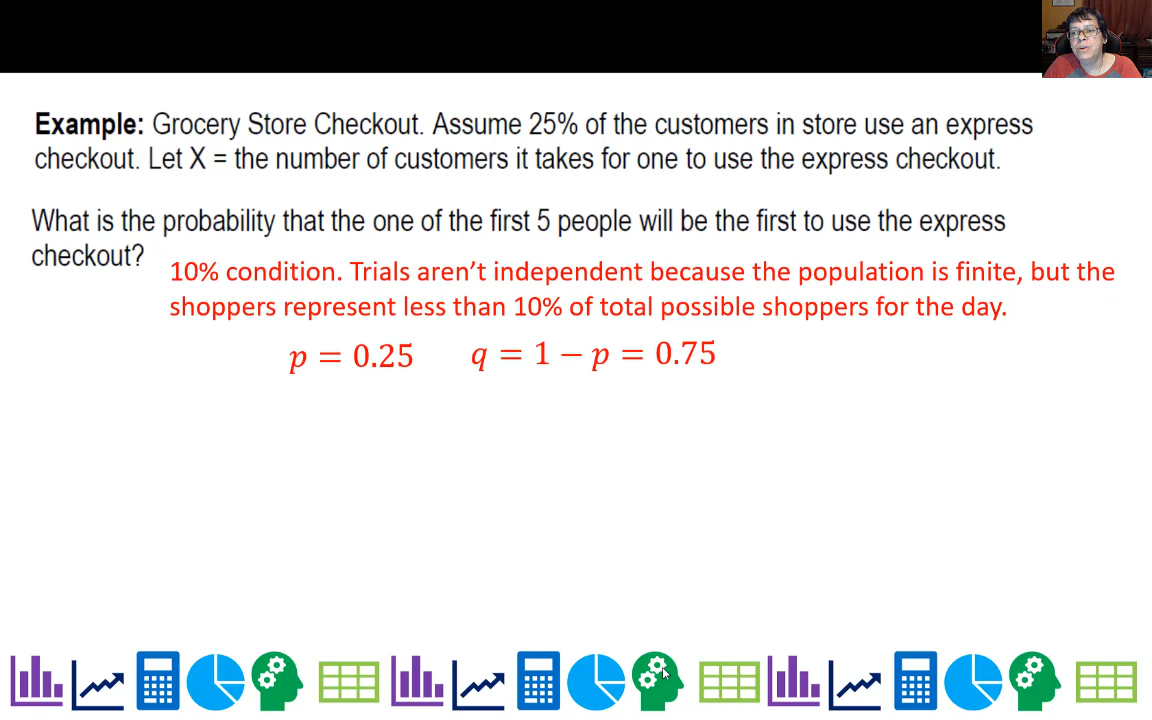 Example: Grocery Store Checkout. Assume 25% of the customers in store use an express
checkout. Let X = the number of customers it takes for one to use the express checkout.
What is the probability that the one of the first 5 people will be the first to use the express
checkout?
10% condition. Trials aren't independent because the population is finite, but the
shoppers represent less than 10% of total possible shoppers for the day.
p = 0.25 q = 1 − p = 0.75